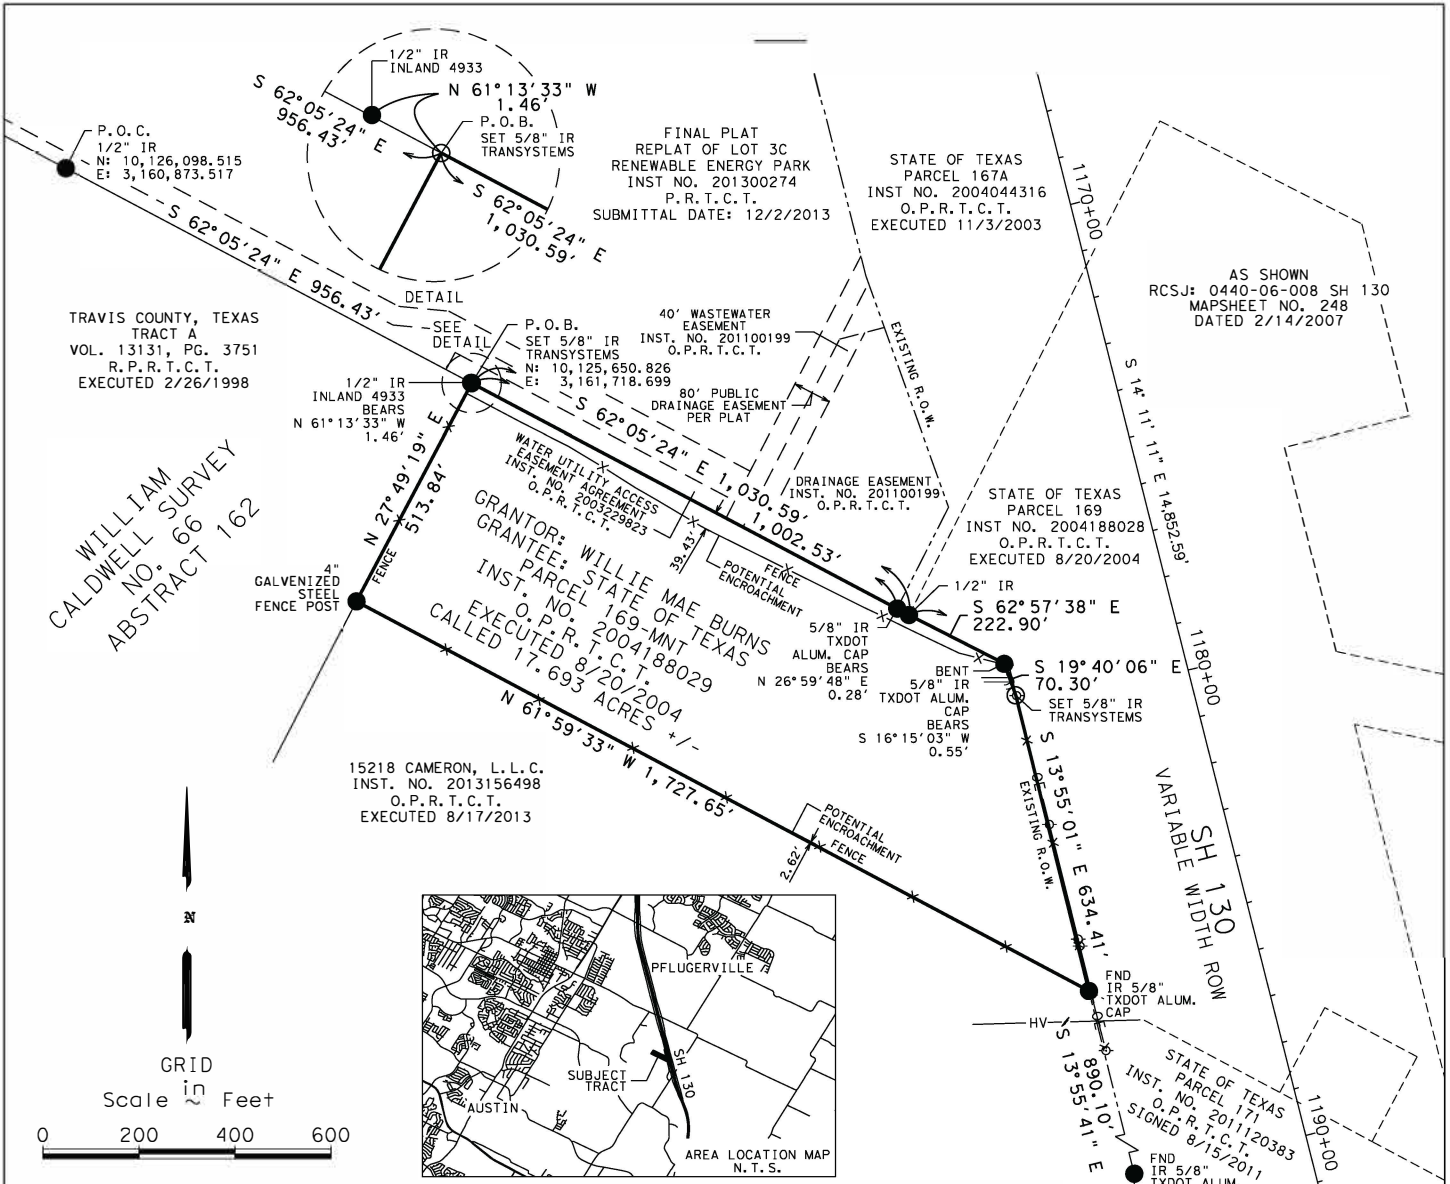 1/2" IR
INLAND 4933
N 61°13'33" W
1.46'
S 62°05'24" E
956.43'
P.O.B.
SET 5/8" IR
TRANSYSTEMS
S 62°05'24" E
1,030.59'
DETAIL
P.O.C.
1/2" IR
N: 10,126,098.515
E: 3,160,873.517
S 62°05'24" E 956.43'
FINAL PLAT
REPLAT OF LOT 3C
RENEWABLE ENERGY PARK
INST NO. 201300274
P.R.T.C.T.
SUBMITTAL DATE: 12/2/2013
STATE OF TEXAS
PARCEL 167A
INST NO. 2004044316
O.P.R.T.C.T.
EXECUTED 11/3/2003
1170+00
AS SHOWN
RCSJ: 0440-06-008 SH 130
MAPSHEET NO. 248
DATED 2/14/2007
TRAVIS COUNTY, TEXAS
TRACT A
VOL. 13131, PG. 3751
R.P.R.T.C.T.
EXECUTED 2/26/1998
SEE
DETAIL
P.O.B.
SET 5/8" IR
TRANSYSTEMS
N: 10,125,650.826
E: 3,161,718.699
1/2" IR
INLAND 4933
BEARS
N 61°13'33" W
1.46'
40' WASTEWATER
EASEMENT
INST. NO. 201100199
O.P.R.T.C.T.
80' PUBLIC
DRAINAGE EASEMENT
PER PLAT
EXISTING R.O.W.
S 14° 11' 11" E 14,852.59'
S 62°05'24" E 1,030.59'
1,002.53'
WATER UTILITY ACCESS
EASEMENT AGREEMENT
INST. NO. 2003229823
O.P.R.T.C.T.
DRAINAGE EASEMENT
INST. NO. 201100199
O.P.R.T.C.T.
STATE OF TEXAS
PARCEL 169
INST NO. 2004188028
O.P.R.T.C.T.
EXECUTED 8/20/2004
WILLIAM
CALDWELL SURVEY
NO. 66
ABSTRACT 162
N 27°49'19" E
513.84'
FENCE
4"
GALVENIZED
STEEL
FENCE POST
GRANTOR: WILLIE MAE BURNS
GRANTEE: STATE OF TEXAS
PARCEL 169-MNT
INST. NO. 2004188029
O.P.R.T.C.T.
EXECUTED 8/20/2004
CALLED 17.693 ACRES +/-
39.43'
FENCE
POTENTIAL
ENCROACHMENT
1/2" IR
S 62°57'38" E
222.90'
5/8" IR
TXDOT
ALUM. CAP
BEARS
N 26°59'48" E
0.28'
BENT
5/8" IR
TXDOT ALUM.
CAP
BEARS
S 16°15'03" W
0.55'
S 19°40'06" E
70.30'
SET 5/8" IR
TRANSYSTEMS
1180+00
N 61°59'33" W 1,727.65'
15218 CAMERON, L.L.C.
INST. NO. 2013156498
O.P.R.T.C.T.
EXECUTED 8/17/2013
POTENTIAL
ENCROACHMENT
FENCE
2.62'
S 13°55'01" E 634.41'
OE
EXISTING R.O.W.
SH 130
VARIABLE WIDTH ROW
FND
IR 5/8"
TXDOT ALUM.
CAP
HV
OE
S 13°55'41" E
890.10'
STATE OF TEXAS
PARCEL 171
INST. NO. 2011120383
O.P.R.T.C.T.
SIGNED 8/15/2011
1190+00
FND
IR 5/8"
TXDOT ALUM.
N
GRID
Scale in Feet
~
0 200 400 600
PFLUGERVILLE
SUBJECT
TRACT
SH 130
AUSTIN
AREA LOCATION MAP
N.T.S.